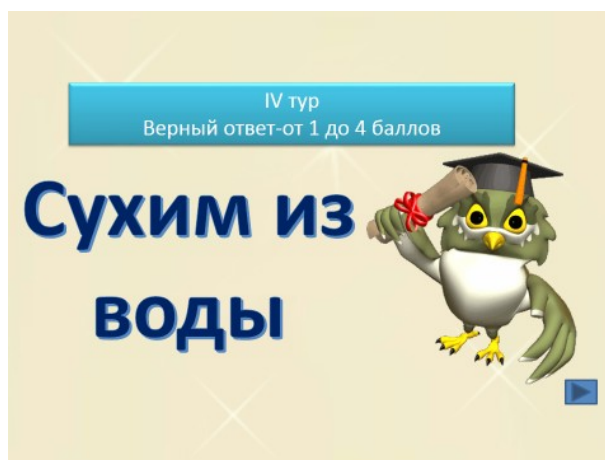 IV тур
Верный ответ-от 1 до 4 баллов
Сухим из
воды